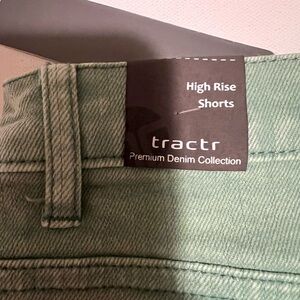 High Rise
Shorts
tractr
Premium Denim Collection